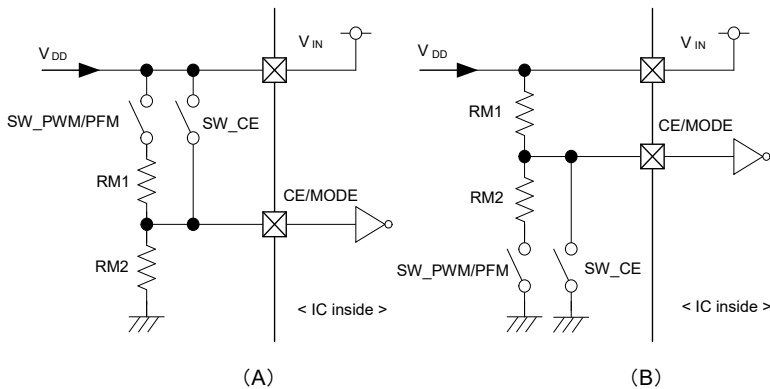 V DD
V IN
SW_PWM/PFM
SW_CE
RM1
CE/MODE
RM2
< IC inside >
(A)
V DD
V IN
RM1
CE/MODE
RM2
SW_PWM/PFM
SW_CE
< IC inside >
(B)